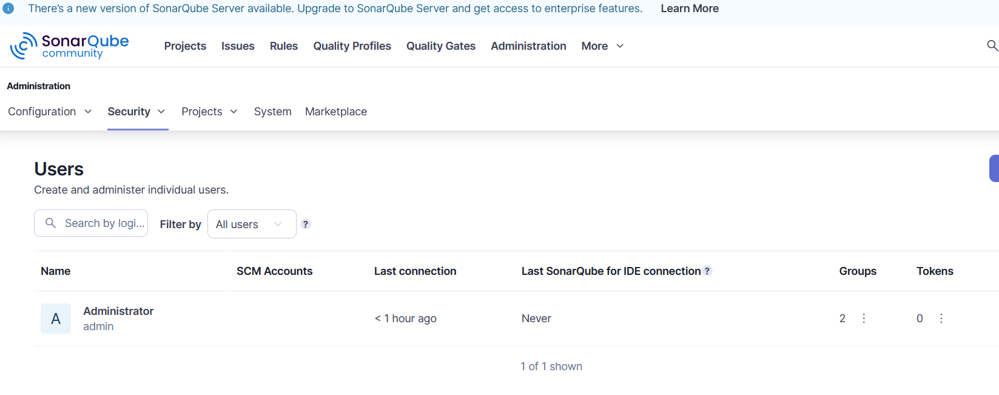 There's a new version of SonarQube Server available. Upgrade to SonarQube Server and get access to enterprise features. Learn More
SonarQube community Projects Issues Rules Quality Profiles Quality Gates Administration More
Administration
Configuration Security Projects System Marketplace
Users
Create and administer individual users.
Search by logi... Filter by All users ?
Name SCM Accounts Last connection Last SonarQube for IDE connection ? Groups Tokens
A Administrator < 1 hour ago Never 2 0
admin
1 of 1 shown